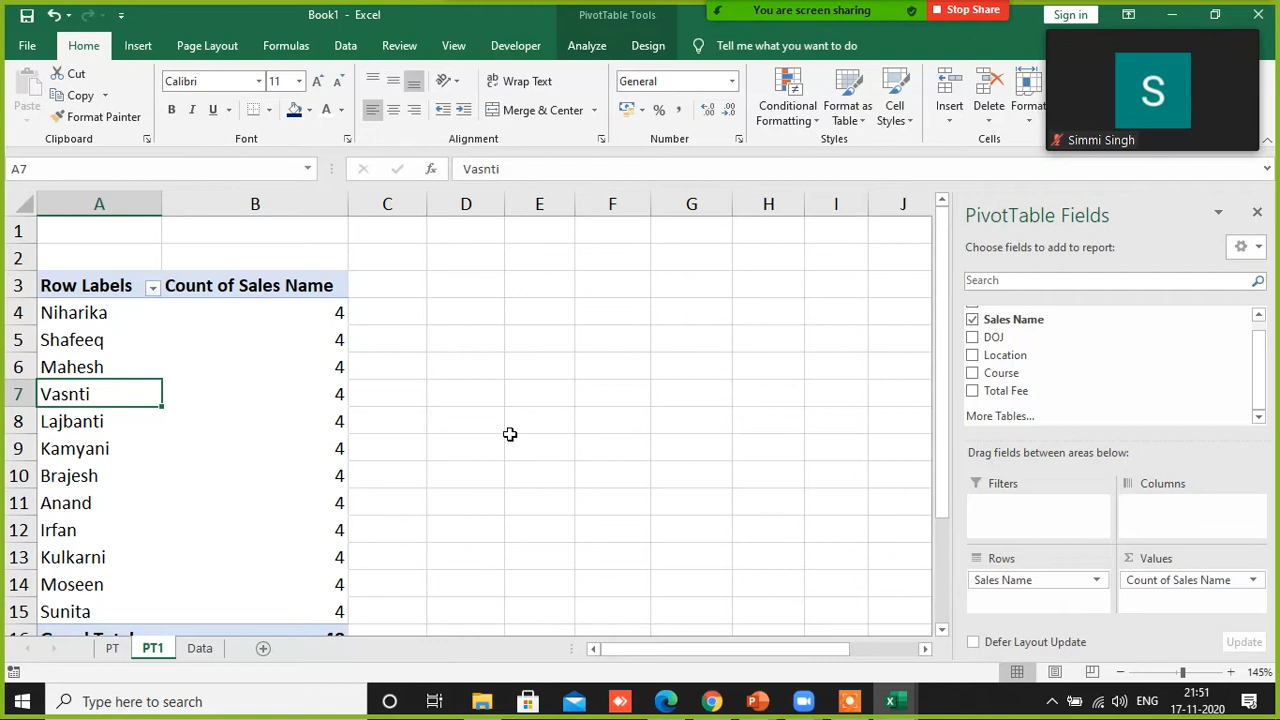 Book1 - Excel
PivotTable Tools
You are screen sharing
Stop Share
Sign in
File
Home
Insert
Page Layout
Formulas
Data
Review
View
Developer
Analyze
Design
Tell me what you want to do
Paste
Cut
Copy
Format Painter
Clipboard
Calibri
11
B I U
A
Font
Wrap Text
Merge & Center
Alignment
General
%
Number
Conditional
Formatting
Format as
Table
Cell
Styles
Styles
Insert
Delete
Format
Cells
S
Simmi Singh
A7
fx
Vasnti
A B C D E F G H I J
1
2
3 Row Labels Count of Sales Name
4 Niharika 4
5 Shafeeq 4
6 Mahesh 4
7 Vasnti 4
8 Lajbanti 4
9 Kamyani 4
10 Brajesh 4
11 Anand 4
12 Irfan 4
13 Kulkarni 4
14 Moseen 4
15 Sunita 4
16 Grand Total 48
PivotTable Fields
Choose fields to add to report:
Search
Sales Name
DOJ
Location
Course
Total Fee
More Tables...
Drag fields between areas below:
Filters
Columns
Rows
Σ Values
Sales Name
Count of Sales Name
Defer Layout Update
Update
PT
PT1
Data
145%
Type here to search
ENG
21:51
17-11-2020